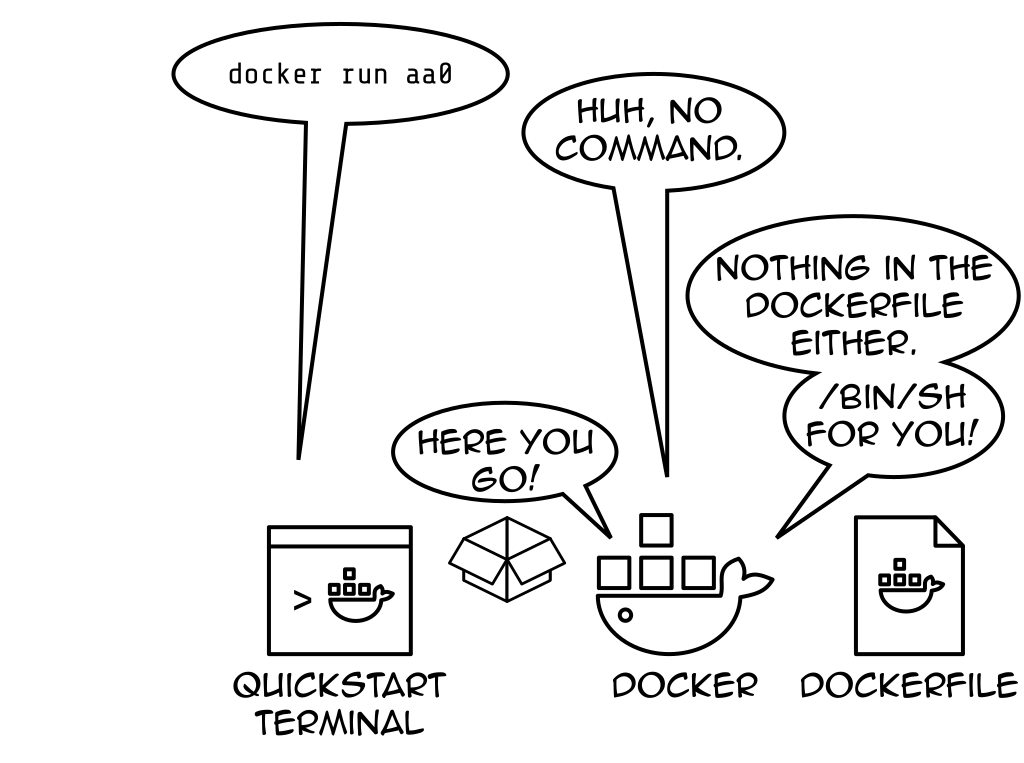 docker run aa0
HUH, NO
COMMAND.
NOTHING IN THE
DOCKERFILE
EITHER.
/BIN/SH
FOR YOU!
HERE YOU
GO!
>
QUICKSTART
TERMINAL
DOCKER
DOCKERFILE